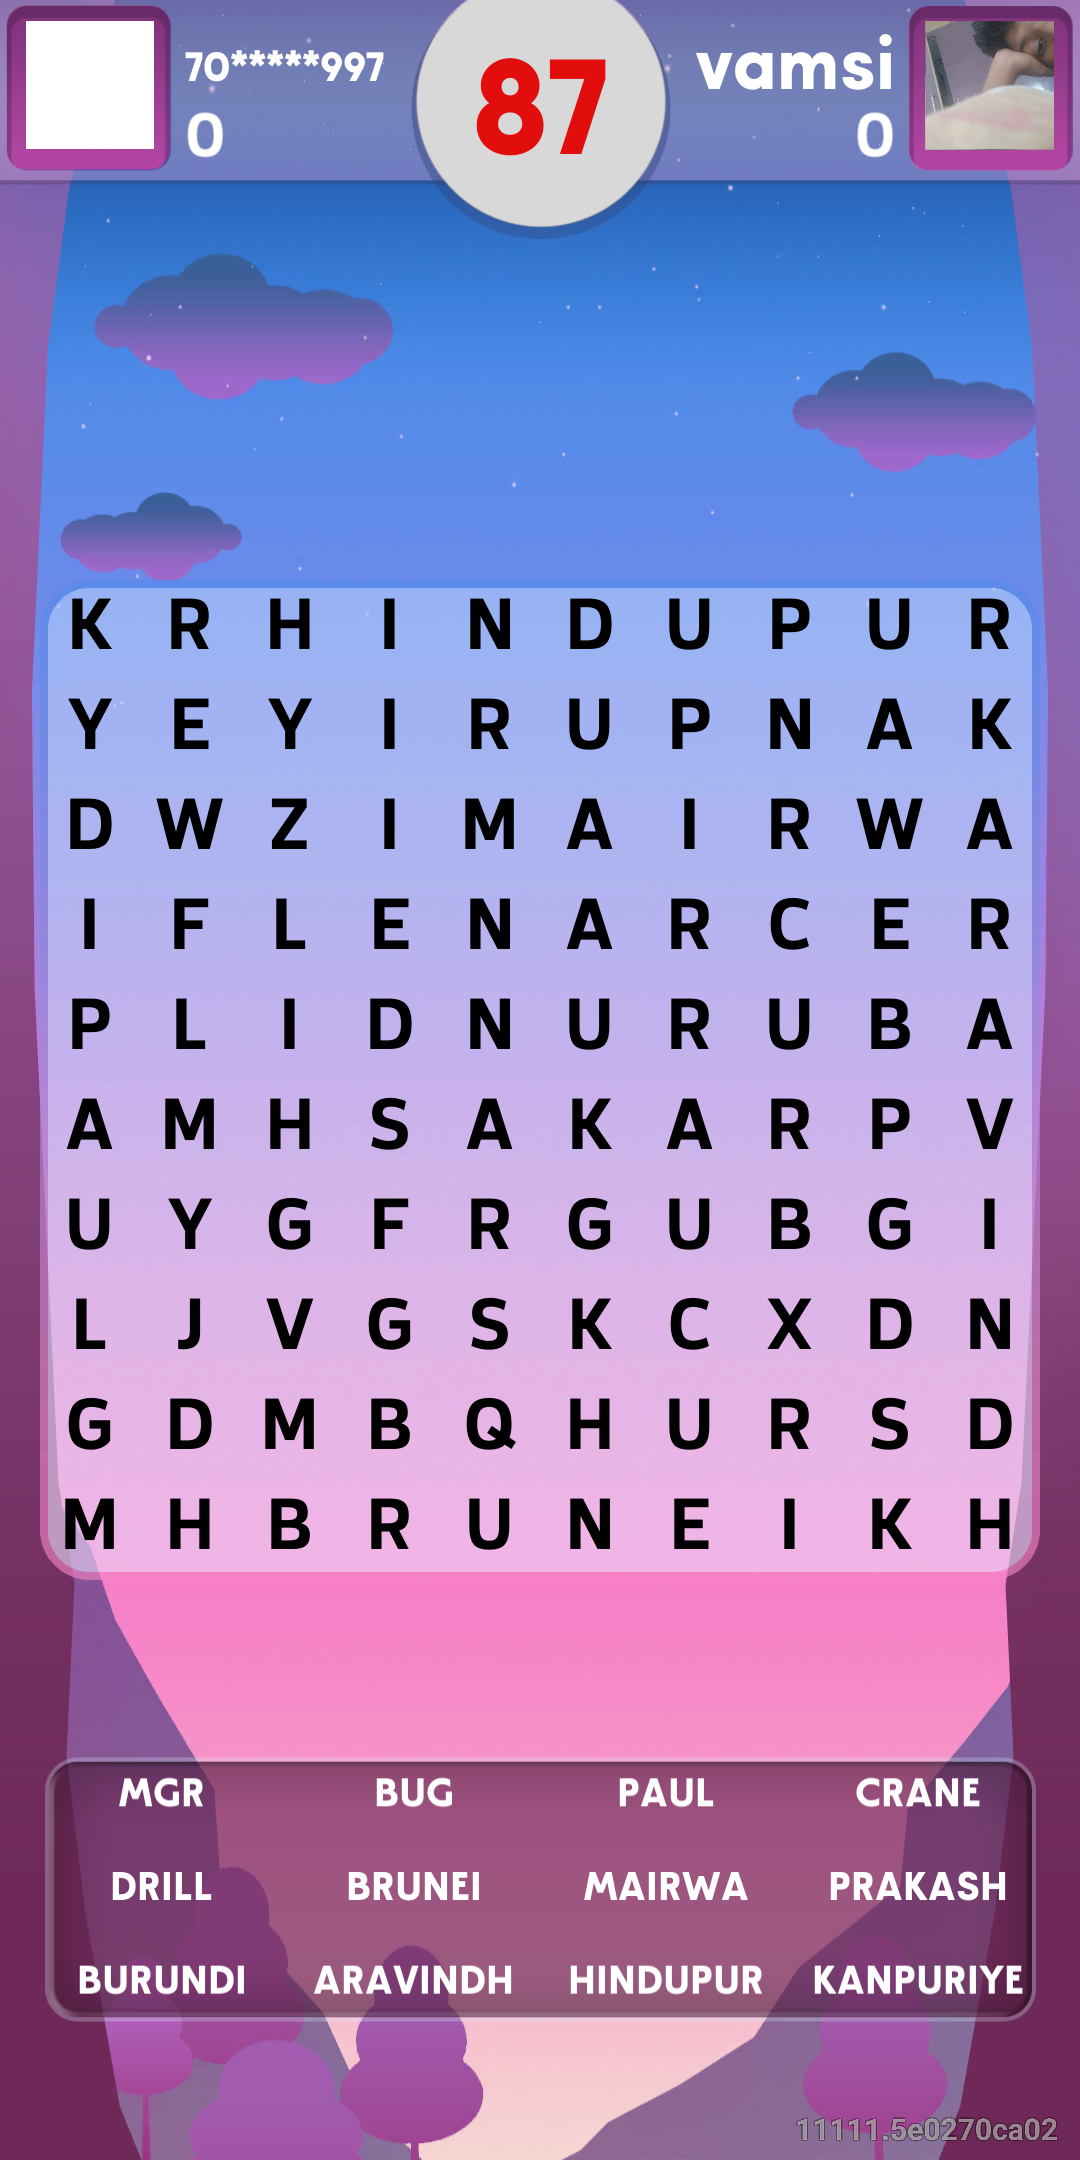 70*****997
0
87
vamsi
0
K R H I N D U P U R
Y E Y I R U P N A K
D W Z I M A I R W A
I F L E N A R C E R
P L I D N U R U B A
A M H S A K A R P V
U Y G F R G U B G I
L J V G S K C X D N
G D M B Q H U R S D
M H B R U N E I K H
MGR BUG PAUL CRANE
DRILL BRUNEI MAIRWA PRAKASH
BURUNDI ARAVINDH HINDUPUR KANPURIYE
11111.5e0270ca02